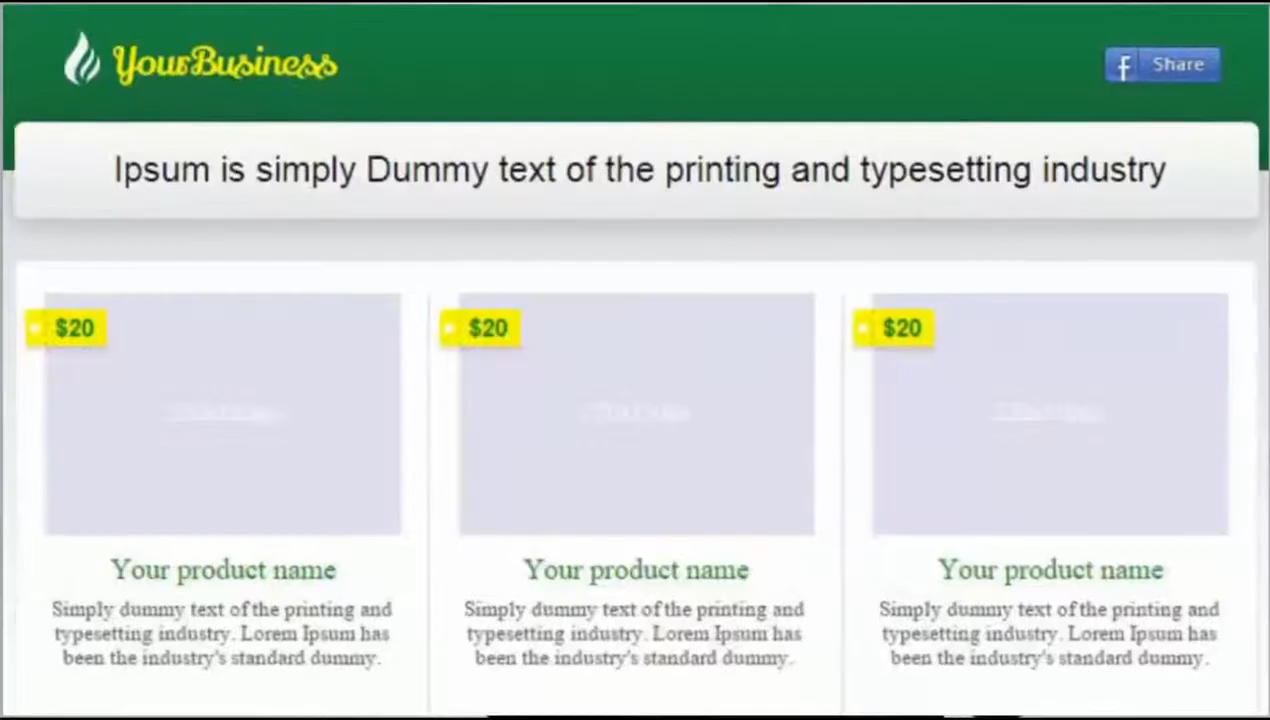 YourBusiness
f Share
Ipsum is simply Dummy text of the printing and typesetting industry
$20
$20
$20
Your product name
Simply dummy text of the printing and
typesetting industry. Lorem Ipsum has
been the industry's standard dummy.
Your product name
Simply dummy text of the printing and
typesetting industry. Lorem Ipsum has
been the industry's standard dummy.
Your product name
Simply dummy text of the printing and
typesetting industry. Lorem Ipsum has
been the industry's standard dummy.